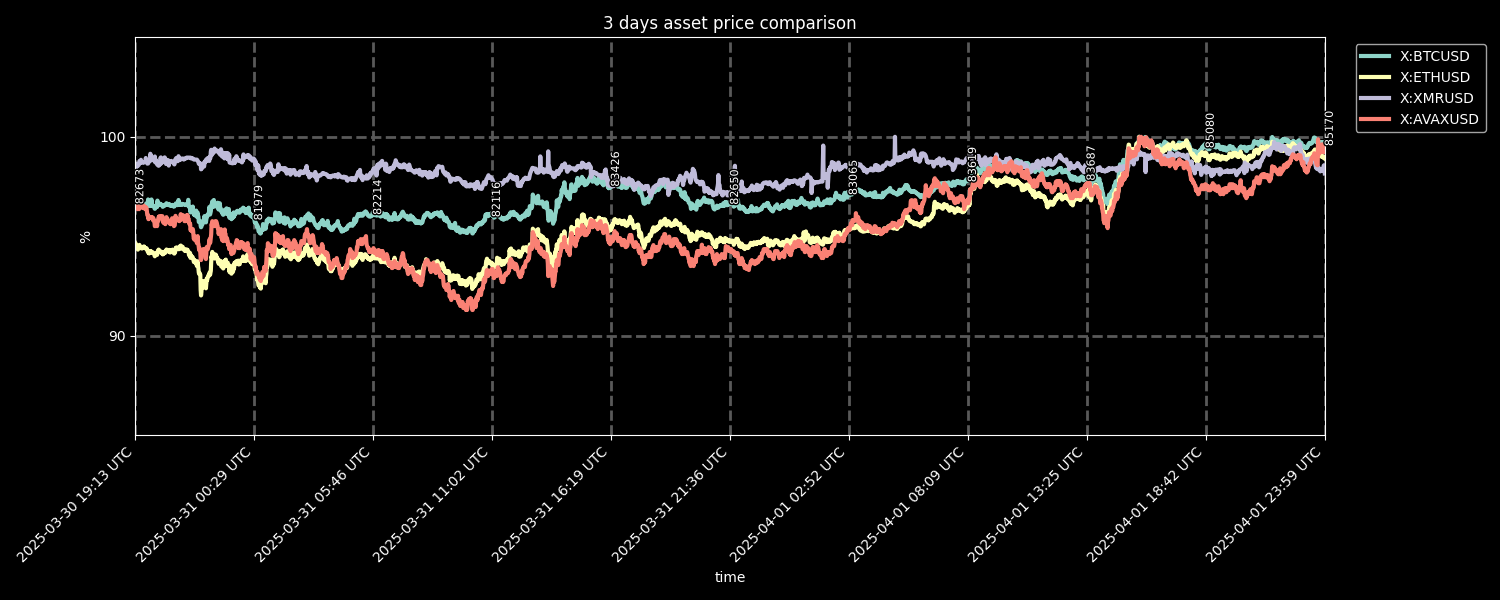 3 days asset price comparison
X:BTCUSD
X:ETHUSD
X:XMRUSD
X:AVAXUSD
100
90
%
82673
81979
82214
82116
83426
82650
83065
83619
83687
85080
85170
2025-03-30 19:13 UTC
2025-03-31 00:29 UTC
2025-03-31 05:46 UTC
2025-03-31 11:02 UTC
2025-03-31 16:19 UTC
2025-03-31 21:36 UTC
2025-04-01 02:52 UTC
2025-04-01 08:09 UTC
2025-04-01 13:25 UTC
2025-04-01 18:42 UTC
2025-04-01 23:59 UTC
time